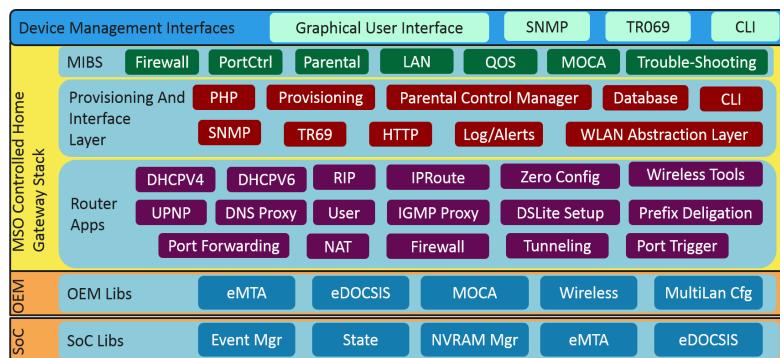 Device Management Interfaces Graphical User Interface SNMP TR069 CLI
MSO Controlled Home
Gateway Stack
MIBS Firewall PortCtrl Parental LAN QOS MOCA Trouble-Shooting
Provisioning And
Interface
Layer
PHP Provisioning Parental Control Manager Database CLI
SNMP TR69 HTTP Log/Alerts WLAN Abstraction Layer
Router
Apps
DHCPV4 DHCPV6 RIP IPRoute Zero Config Wireless Tools
UPNP DNS Proxy User IGMP Proxy DSLite Setup Prefix Deligation
Port Forwarding NAT Firewall Tunneling Port Trigger
OEM
OEM Libs eMTA eDOCSIS MOCA Wireless MultiLan Cfg
SoC
SoC Libs Event Mgr State NVRAM Mgr eMTA eDOCSIS